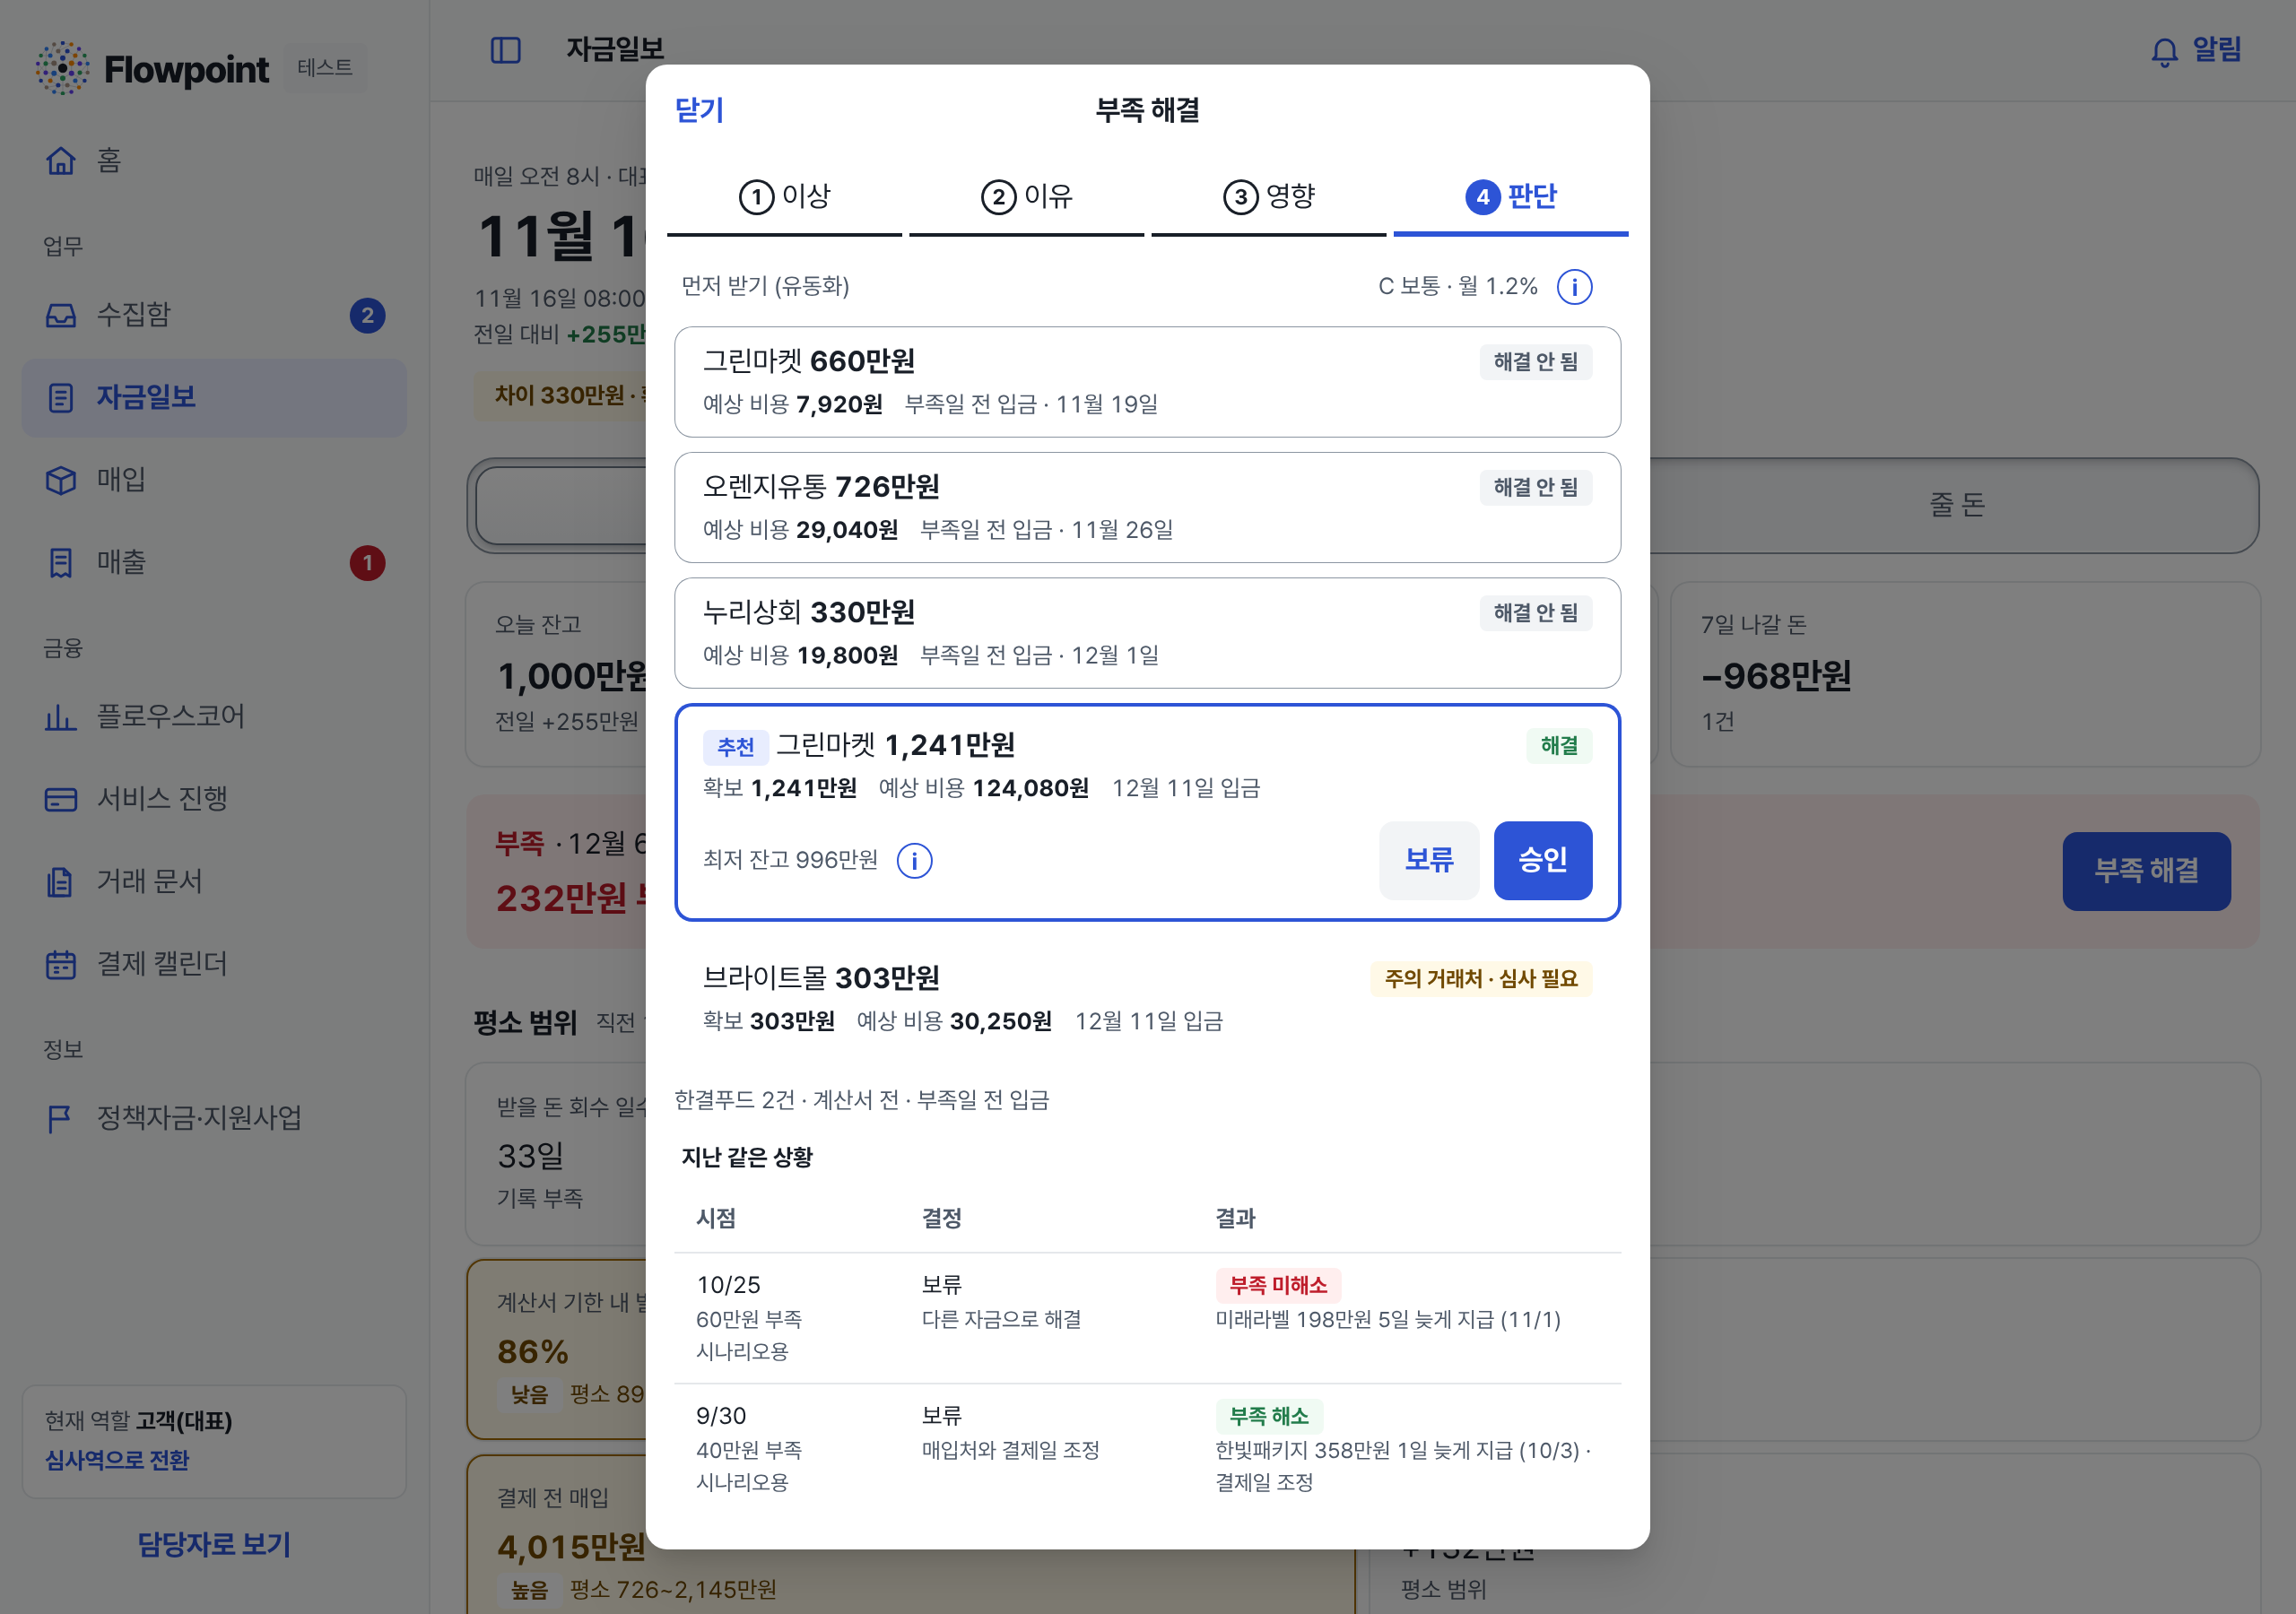 Flowpoint 테스트
홈
업무
수집함 2
자금일보
매입
매출 1
금융
플로우스코어
서비스 진행
거래 문서
결제 캘린더
정보
정책자금·지원사업
현재 역할 고객(대표)
심사역으로 전환
담당자로 보기
자금일보
알림
매일 오전 8시 · 대표
11월 1
11월 16일 08:00
전일 대비 +255만
차이 330만원 ·
줄 돈
오늘 잔고
1,000만원
전일 +255만원
7일 나갈 돈
−968만원
1건
부족 · 12월 6
232만원
부족 해결
평소 범위 직전
받을 돈 회수 일수
33일
기록 부족
계산서 기한 내
86%
낮음 평소 89
결제 전 매입
4,015만원
높음 평소 726~2,145만원
평소 범위
닫기
부족 해결
1 이상
2 이유
3 영향
4 판단
먼저 받기 (유동화)
C 보통 · 월 1.2%
그린마켓 660만원
해결 안 됨
예상 비용 7,920원 부족일 전 입금 · 11월 19일
오렌지유통 726만원
해결 안 됨
예상 비용 29,040원 부족일 전 입금 · 11월 26일
누리상회 330만원
해결 안 됨
예상 비용 19,800원 부족일 전 입금 · 12월 1일
추천 그린마켓 1,241만원
해결
확보 1,241만원 예상 비용 124,080원 12월 11일 입금
최저 잔고 996만원
보류
승인
브라이트몰 303만원
주의 거래처 · 심사 필요
확보 303만원 예상 비용 30,250원 12월 11일 입금
한결푸드 2건 · 계산서 전 · 부족일 전 입금
지난 같은 상황
시점 결정 결과
10/25
60만원 부족
시나리오용
보류
다른 자금으로 해결
부족 미해소
미래라벨 198만원 5일 늦게 지급 (11/1)
9/30
40만원 부족
시나리오용
보류
매입처와 결제일 조정
부족 해소
한빛패키지 358만원 1일 늦게 지급 (10/3) ·
결제일 조정